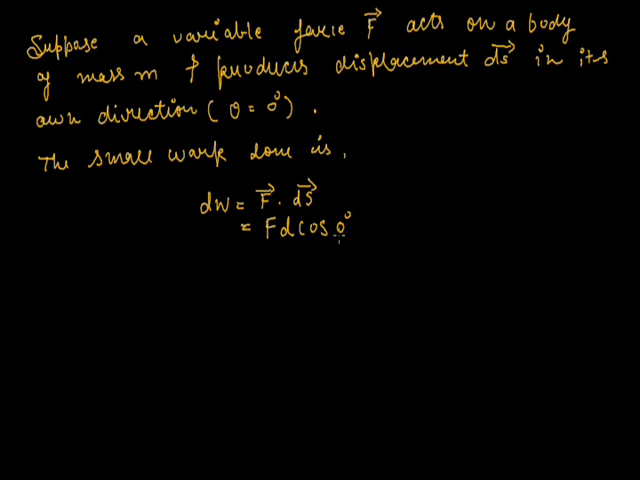 Suppose a variable force F⃗ acts on a body
of mass m & produces displacement ds⃗ in its
own direction (θ = 0°).
The small work done is,
dW = F⃗ . ds⃗
= F d cos 0°